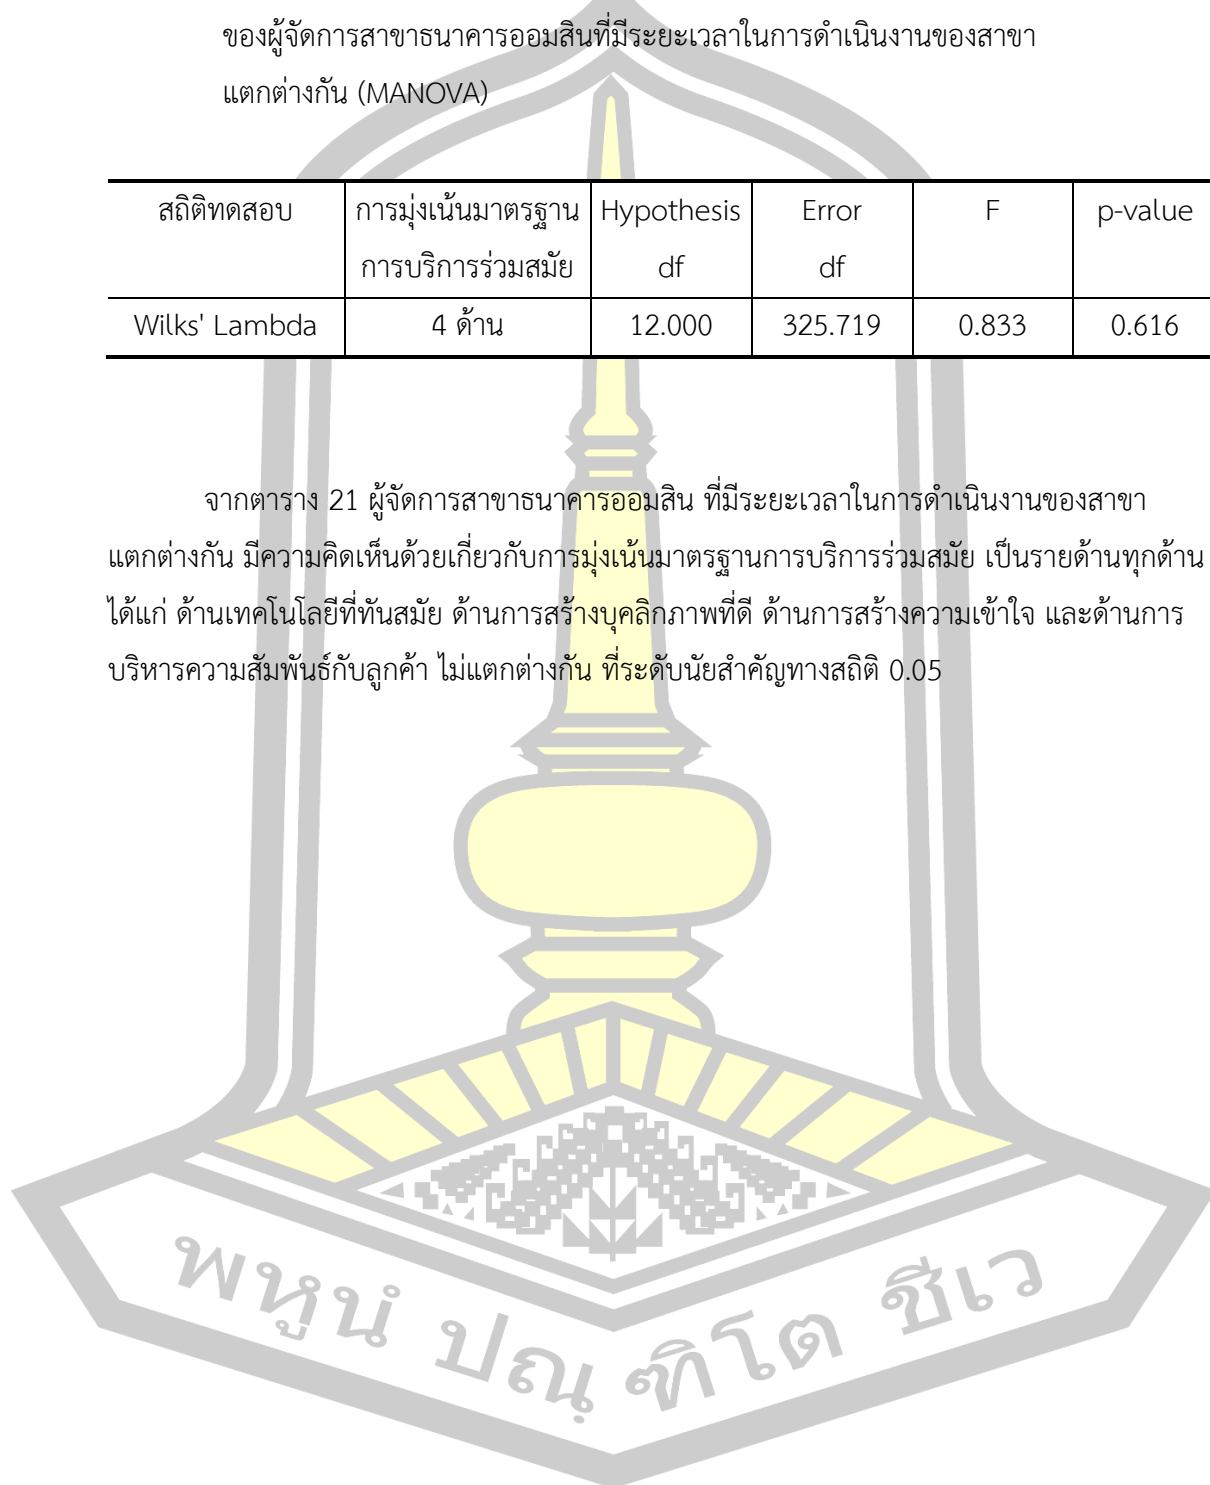 ของผู้จัดการสาขาธนาคารออมสินที่มีระยะเวลาในการดำเนินงานของสาขา
แตกต่างกัน (MANOVA)
สถิติทดสอบ การมุ่งเน้นมาตรฐาน Hypothesis Error F p-value
การบริการร่วมสมัย df df
Wilks' Lambda 4 ด้าน 12.000 325.719 0.833 0.616
จากตาราง 21 ผู้จัดการสาขาธนาคารออมสิน ที่มีระยะเวลาในการดำเนินงานของสาขา
แตกต่างกัน มีความคิดเห็นด้วยเกี่ยวกับการมุ่งเน้นมาตรฐานการบริการร่วมสมัย เป็นรายด้านทุกด้าน
ได้แก่ ด้านเทคโนโลยีที่ทันสมัย ด้านการสร้างบุคลิกภาพที่ดี ด้านการสร้างความเข้าใจ และด้านการ
บริหารความสัมพันธ์กับลูกค้า ไม่แตกต่างกัน ที่ระดับนัยสำคัญทางสถิติ 0.05
พหูนํ ปณฺฑิโต ชีเว